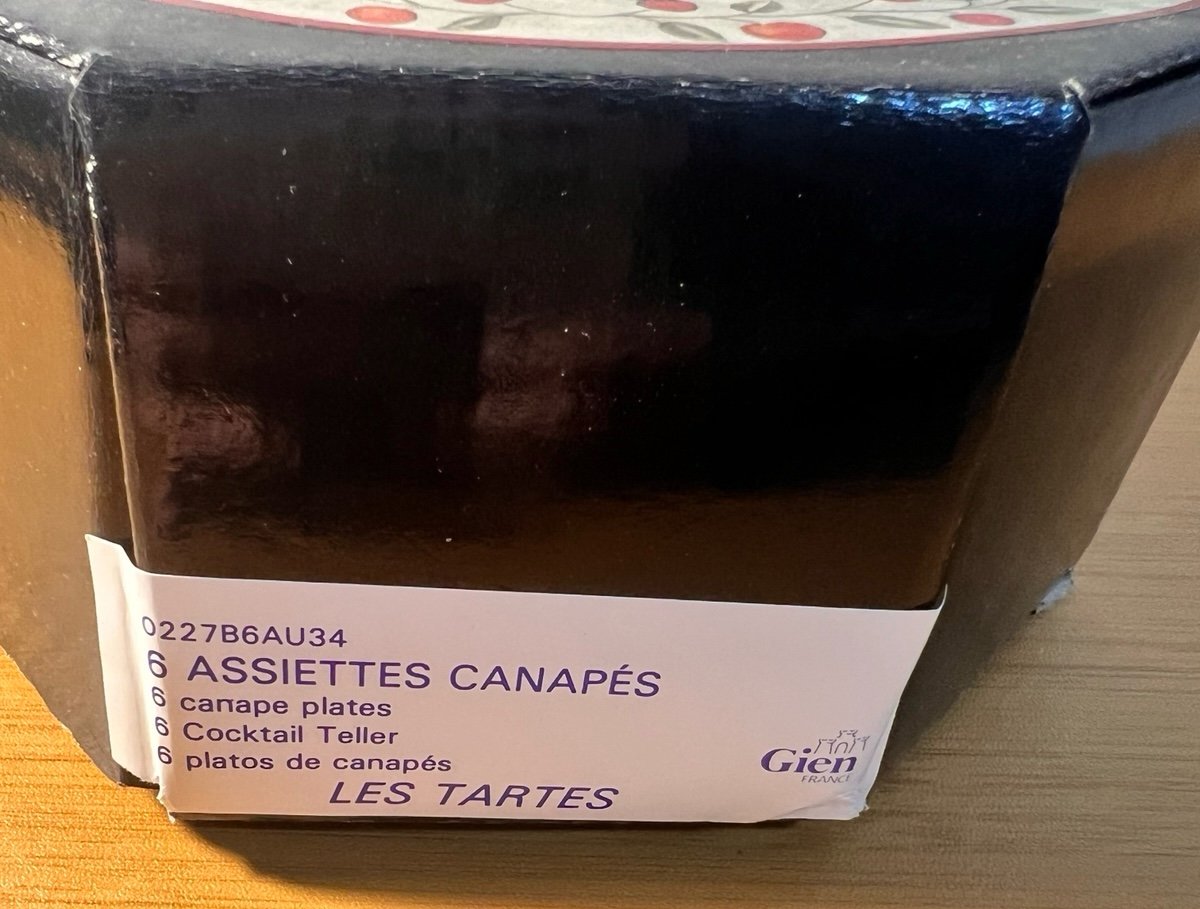 0227B6AU34
6 ASSIETTES CANAPÉS
6 canape plates
6 Cocktail Teller
6 platos de canapés
LES TARTES
Gien
FRANCE